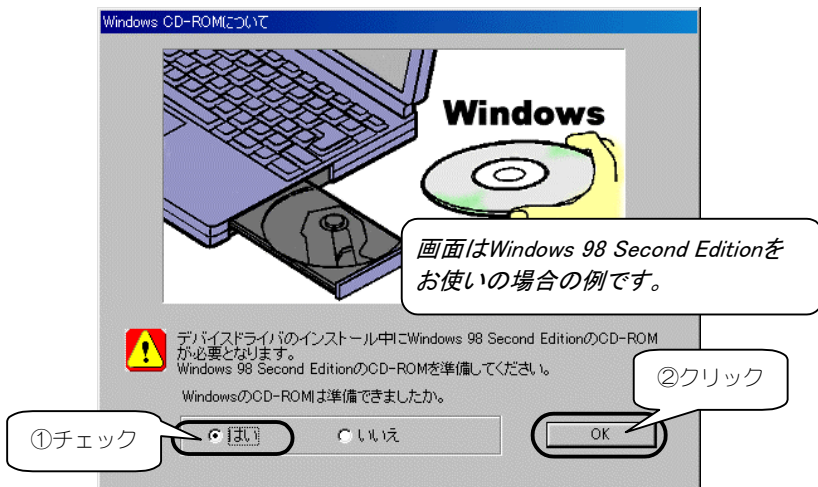 Windows CD-ROMについて
Windows
画面はWindows 98 Second Editionを
お使いの場合の例です。
デバイスドライバのインストール中にWindows 98 Second EditionのCD-ROM
が必要となります。
Windows 98 Second EditionのCD-ROMを準備してください。
WindowsのCD-ROMは準備できましたか。
②クリック
①チェック
はい
いいえ
OK